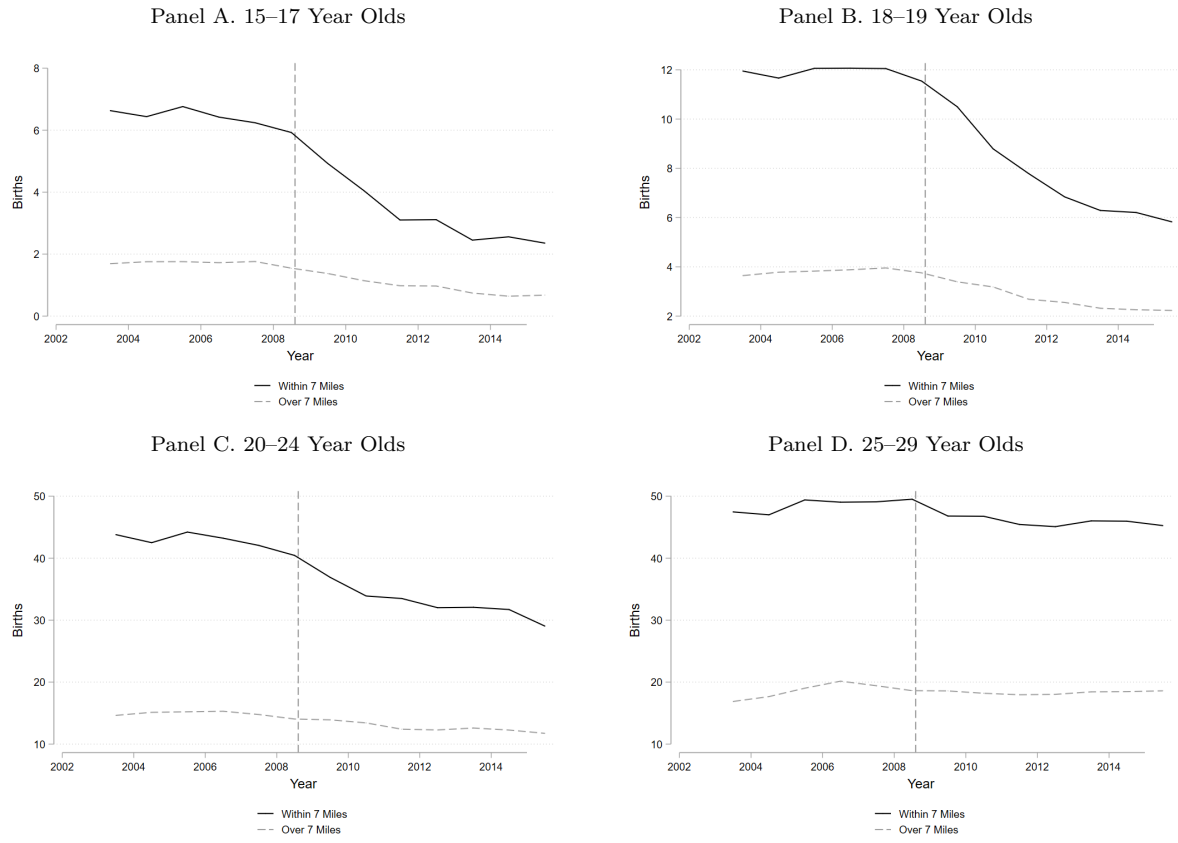 Panel A. 15–17 Year Olds
8
6
4
2
0
Births
2002 2004 2006 2008 2010 2012 2014
Year
Within 7 Miles
Over 7 Miles
Panel B. 18–19 Year Olds
12
10
8
6
4
2
Births
2002 2004 2006 2008 2010 2012 2014
Year
Within 7 Miles
Over 7 Miles
Panel C. 20–24 Year Olds
50
40
30
20
10
Births
2002 2004 2006 2008 2010 2012 2014
Year
Within 7 Miles
Over 7 Miles
Panel D. 25–29 Year Olds
50
40
30
20
10
Births
2002 2004 2006 2008 2010 2012 2014
Year
Within 7 Miles
Over 7 Miles